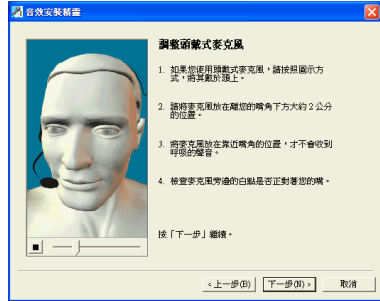 音效安裝精靈
調整頭戴式麥克風
1. 如果您使用頭戴式麥克風，請按照圖示方
式，將其戴於頭上。
2. 請將麥克風放在離您的嘴角下方大約 2 公分
的位置。
3. 將麥克風放在靠近嘴角的位置，才不會收到
呼吸的聲音。
4. 檢查麥克風旁邊的白點是否正對著您的嘴。
按「下一步」繼續。
<上一步(B) 下一步(N)> 取消